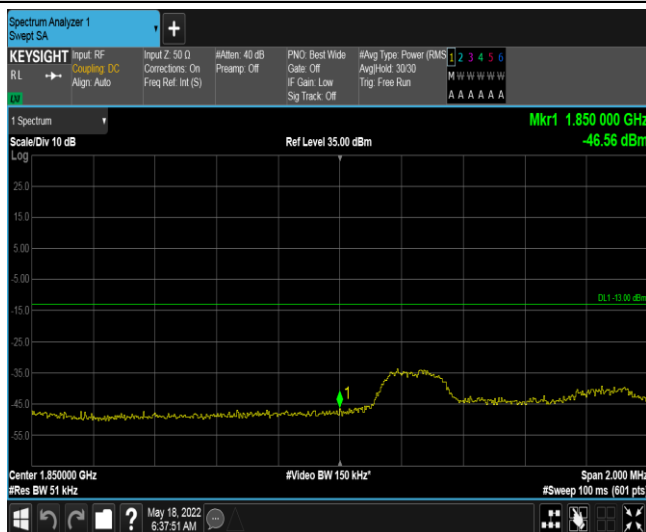 Spectrum Analyzer 1
Swept SA
+
KEYSIGHT
RL
LXI
Input: RF
Coupling: DC
Align: Auto
Input Z: 50 Ω
Corrections: On
Freq Ref: Int (S)
#Atten: 40 dB
Preamp: Off
PNO: Best Wide
Gate: Off
IF Gain: Low
Sig Track: Off
#Avg Type: Power (RMS
Avg|Hold: 30/30
Trig: Free Run
1 2 3 4 5 6
M W W W W W
A A A A A A
1 Spectrum
Mkr1 1.850 000 GHz
Scale/Div 10 dB
Ref Level 35.00 dBm
-46.56 dBm
Log
25.0
15.0
5.00
-5.00
DL1 -13.00 dBm
-15.0
-25.0
-35.0
1
-45.0
-55.0
Center 1.850000 GHz
#Video BW 150 kHz*
Span 2.000 MHz
#Res BW 51 kHz
#Sweep 100 ms (601 pts)
?
May 18, 2022
6:37:51 AM